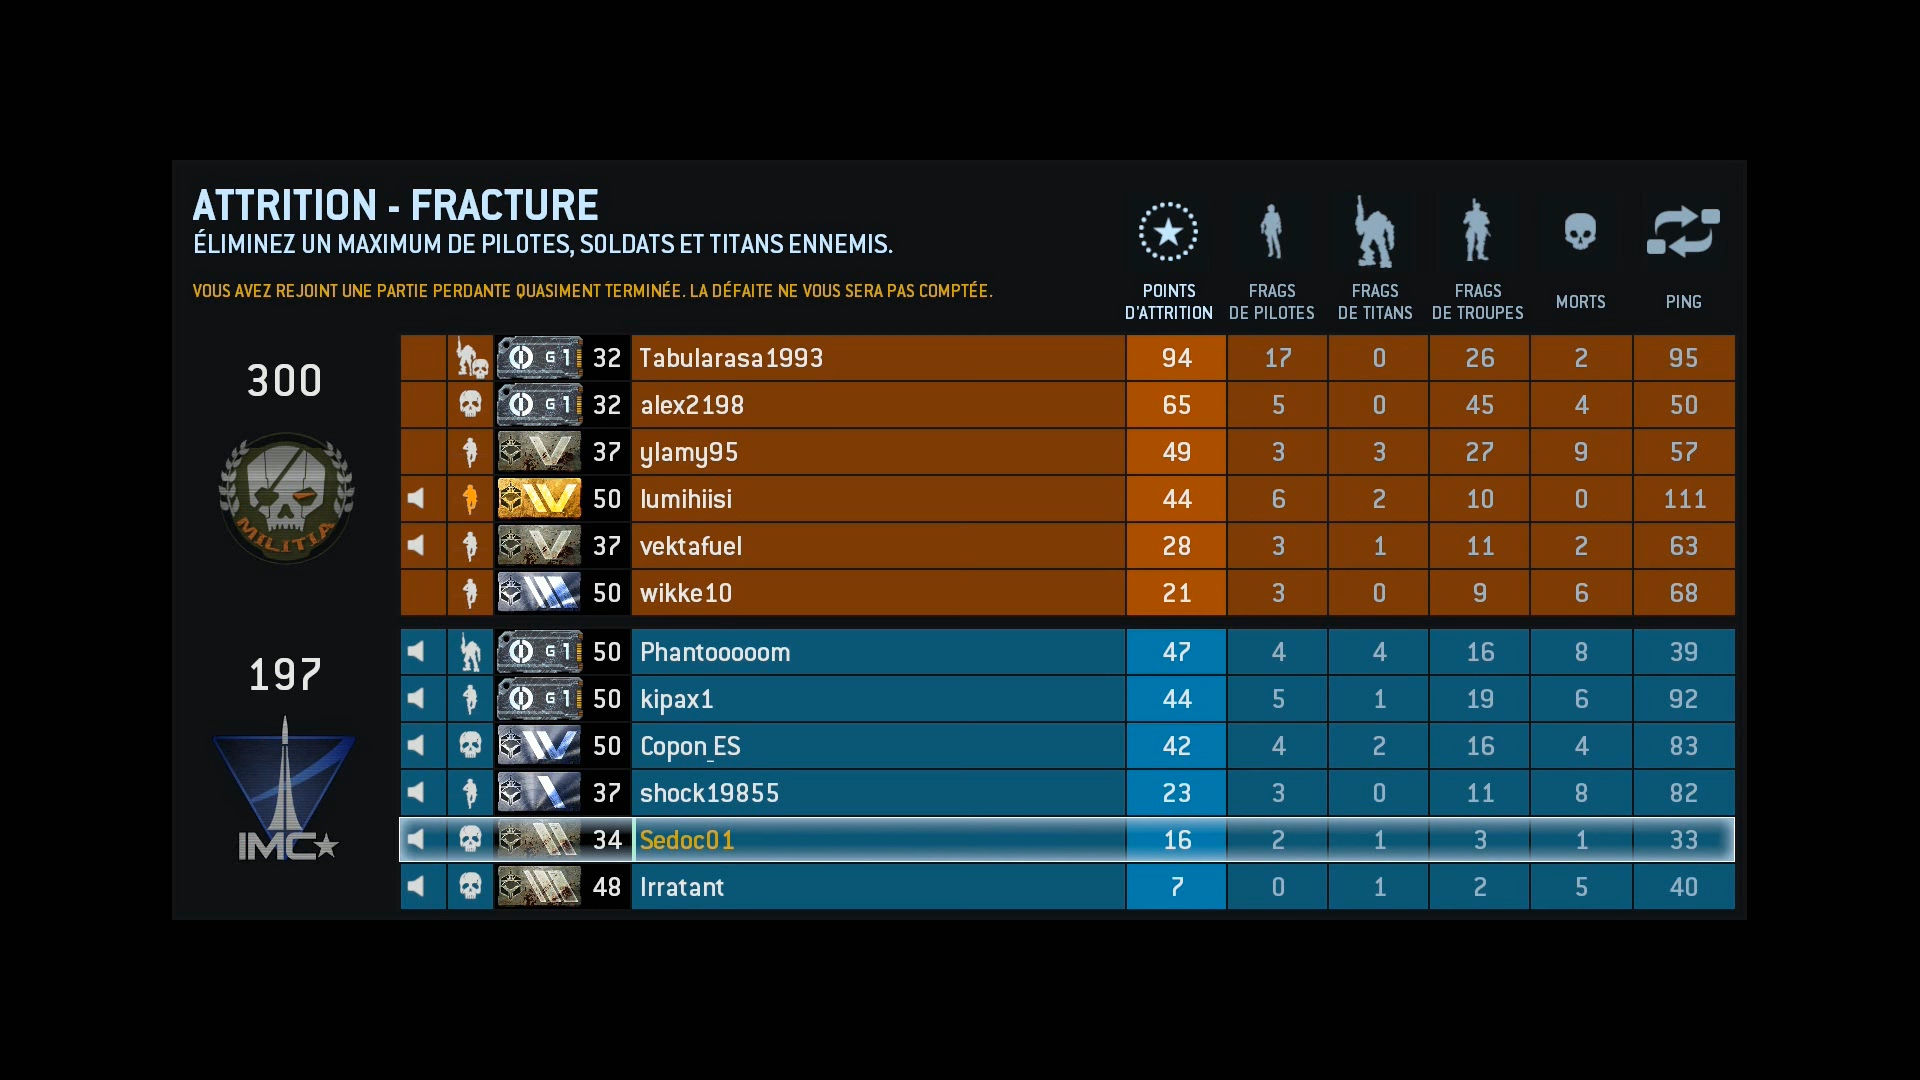 ATTRITION - FRACTURE
ÉLIMINEZ UN MAXIMUM DE PILOTES, SOLDATS ET TITANS ENNEMIS.
VOUS AVEZ REJOINT UNE PARTIE PERDANTE QUASIMENT TERMINÉE. LA DÉFAITE NE VOUS SERA PAS COMPTÉE.
POINTS D'ATTRITION FRAGS DE PILOTES FRAGS DE TITANS FRAGS DE TROUPES MORTS PING
300
MILITIA
G 1 32 Tabularasa1993 94 17 0 26 2 95
G 1 32 alex2198 65 5 0 45 4 50
37 ylamy95 49 3 3 27 9 57
50 lumihiisi 44 6 2 10 0 111
37 vektafuel 28 3 1 11 2 63
50 wikke10 21 3 0 9 6 68
197
IMC
G 1 50 Phantooooom 47 4 4 16 8 39
G 1 50 kipax1 44 5 1 19 6 92
50 Copon_ES 42 4 2 16 4 83
37 shock19855 23 3 0 11 8 82
34 Sedoc01 16 2 1 3 1 33
48 Irratant 7 0 1 2 5 40